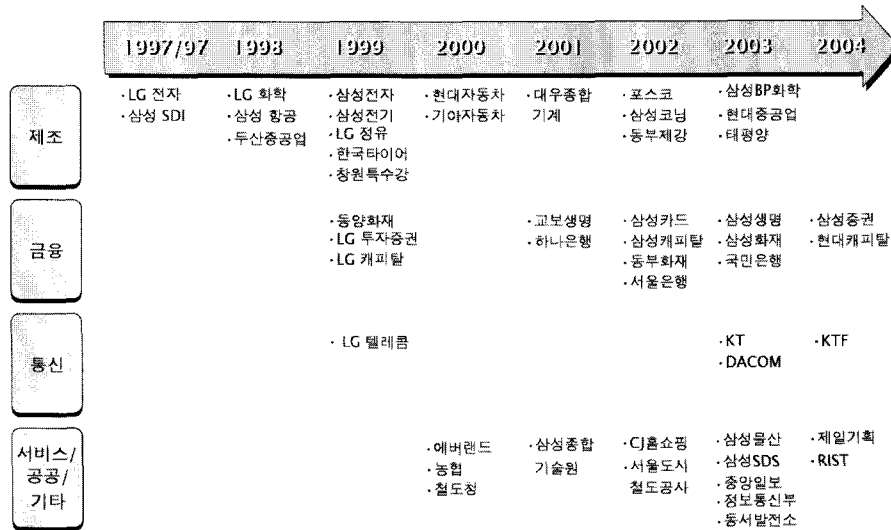 1997/97 1998 1999 2000 2001 2002 2003 2004
제조
· LG 전자
· 삼성 SDI
· LG 화학
· 삼성 항공
· 두산중공업
· 삼성전자
· 삼성전기
· LG 정유
· 한국타이어
· 창원특수강
· 현대자동차
· 기아자동차
· 대우종합
기계
· 포스코
· 삼성코닝
· 동부제강
· 삼성BP화학
· 현대중공업
· 태평양
금융
· 동양화재
· LG 투자증권
· LG 캐피탈
· 교보생명
· 하나은행
· 삼성카드
· 삼성캐피탈
· 동부화재
· 서울은행
· 삼성생명
· 삼성화재
· 국민은행
· 삼성증권
· 현대캐피탈
통신
· LG 텔레콤
· KT
· DACOM
· KTF
서비스/
공공/
기타
· 에버랜드
· 농협
· 철도청
· 삼성종합
기술원
· CJ홈쇼핑
· 서울도시
철도공사
· 삼성물산
· 삼성SDS
· 중앙일보
· 정보통신부
· 동서발전소
· 제일기획
· RIST